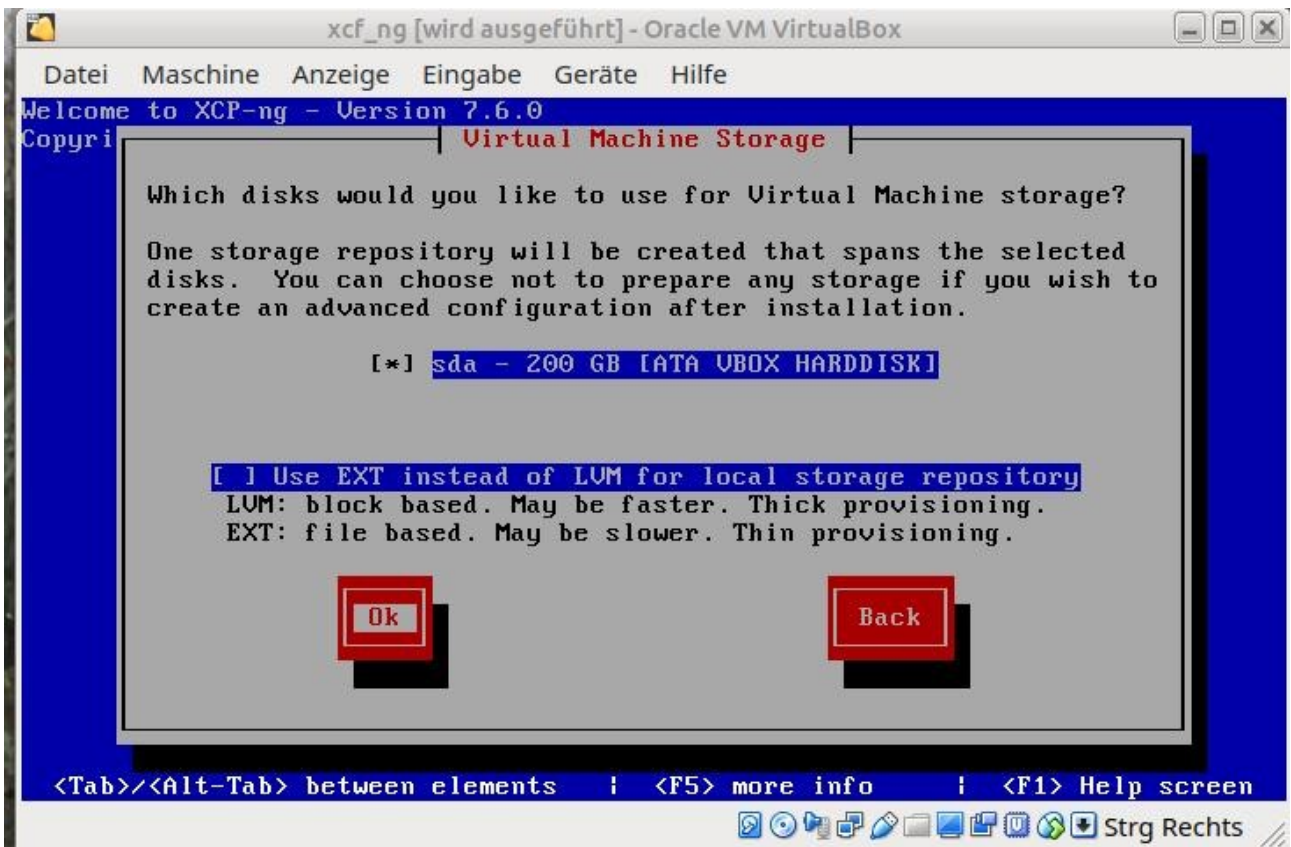 xcf_ng [wird ausgeführt] - Oracle VM VirtualBox
Datei Maschine Anzeige Eingabe Geräte Hilfe
Welcome to XCP-ng - Version 7.6.0
Copyri
Virtual Machine Storage
Which disks would you like to use for Virtual Machine storage?
One storage repository will be created that spans the selected
disks. You can choose not to prepare any storage if you wish to
create an advanced configuration after installation.
[*] sda - 200 GB [ATA VBOX HARDDISK]
[ ] Use EXT instead of LVM for local storage repository
LVM: block based. May be faster. Thick provisioning.
EXT: file based. May be slower. Thin provisioning.
Ok Back
<Tab>/<Alt-Tab> between elements | <F5> more info | <F1> Help screen
Strg Rechts